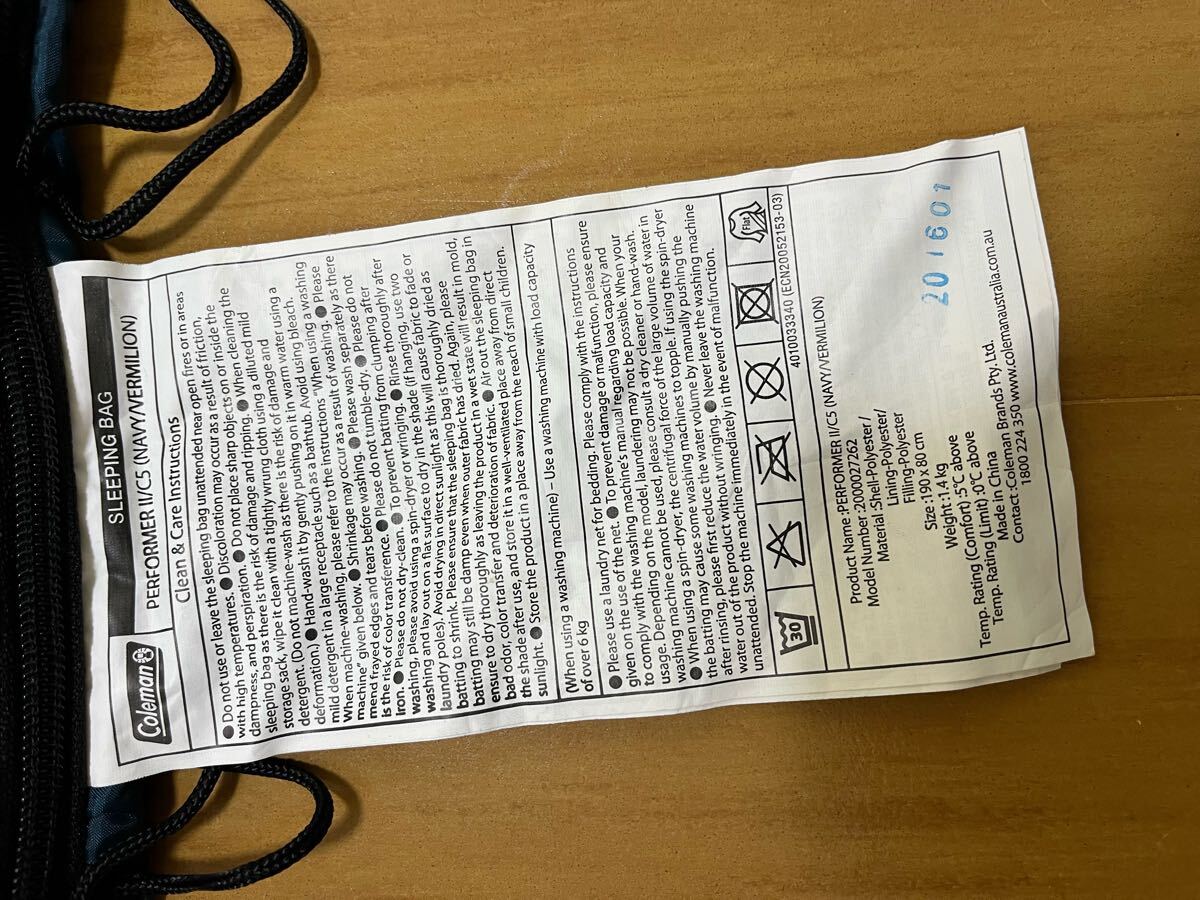 Coleman
SLEEPING BAG
PERFORMER II/C5 (NAVY/VERMILION)
Clean & Care Instructions
● Do not use or leave the sleeping bag unattended near open fires or in areas
with high temperatures. ● Discoloration may occur as a result of friction,
dampness, and perspiration. ● Do not place sharp objects on or inside the
sleeping bag as there is the risk of damage and ripping. ● When cleaning the
storage sack, wipe it clean with a slightly wrung cloth using a diluted mild
detergent. (Do not machine-wash as there is the risk of damage and
deformation.) ● Hand-wash it by gently pushing on it in warm water using a
mild detergent in a large receptacle such as a bathtub. Avoid using bleach.
When machine-washing, please refer to the instructions "When using a washing
machine" given below. ● Shrinkage may occur as a result of washing. ● Please
mend frayed edges and tears before washing. ● Please wash separately as there
is the risk of color transference. ● Please do not tumble-dry. ● Please do not
iron. ● Please do not dry-clean. ● Please do not batting from clumping after
washing, please avoid using a spin-dryer or wringing. ● Rinse thoroughly after
washing and lay out on a flat surface to dry in the shade (if hanging, use two
laundry poles). Avoid drying in direct sunlight as this will cause fabric to fade or
batting to shrink. Please ensure that the sleeping bag is thoroughly dried as
batting may still be damp even when outer fabric has dried. Again, please
ensure to dry thoroughly as leaving the product in a wet state will result in mold,
bad odor, color transfer and deterioration of fabric. ● Air out the sleeping bag in
the shade after use, and store it in a well-ventilated place away from direct
sunlight. ● Store the product in a place away from the reach of small children.
(When using a washing machine) – Use a washing machine with load capacity
of over 6 kg
● Please use a laundry net for bedding. Please comply with the instructions
given on the use of the net. ● To prevent damage or malfunction, please ensure
to comply with the washing machine's manual regarding load capacity and
usage. Depending on the model, laundering may not be possible. When your
washing machine cannot be used, please consult a dry cleaner or hand-wash.
● When using a spin-dryer, the centrifugal force of the large volume of water in
the batting may cause some washing machines to topple. If using the spin-dryer
after rinsing, please first reduce the water volume by manually pushing the
water out of the product without wringing. ● Never leave the washing machine
unattended. Stop the machine immediately in the event of malfunction.
30
Flat
4010033340 (ECN20052153-03)
Product Name :PERFORMER II/C5 (NAVY/VERMILION)
Model Number :2000027262
Material :Shell-Polyester /
Lining-Polyester/
Filling-Polyester
Size :190 x 80 cm
Weight :1.4 kg
Temp. Rating (Comfort) :5°C above
Temp. Rating (Limit) :0°C above
Made in China
Contact :Coleman Brands Pty. Ltd.
1800 2224 350 www.colemanaustralia.com.au
201601